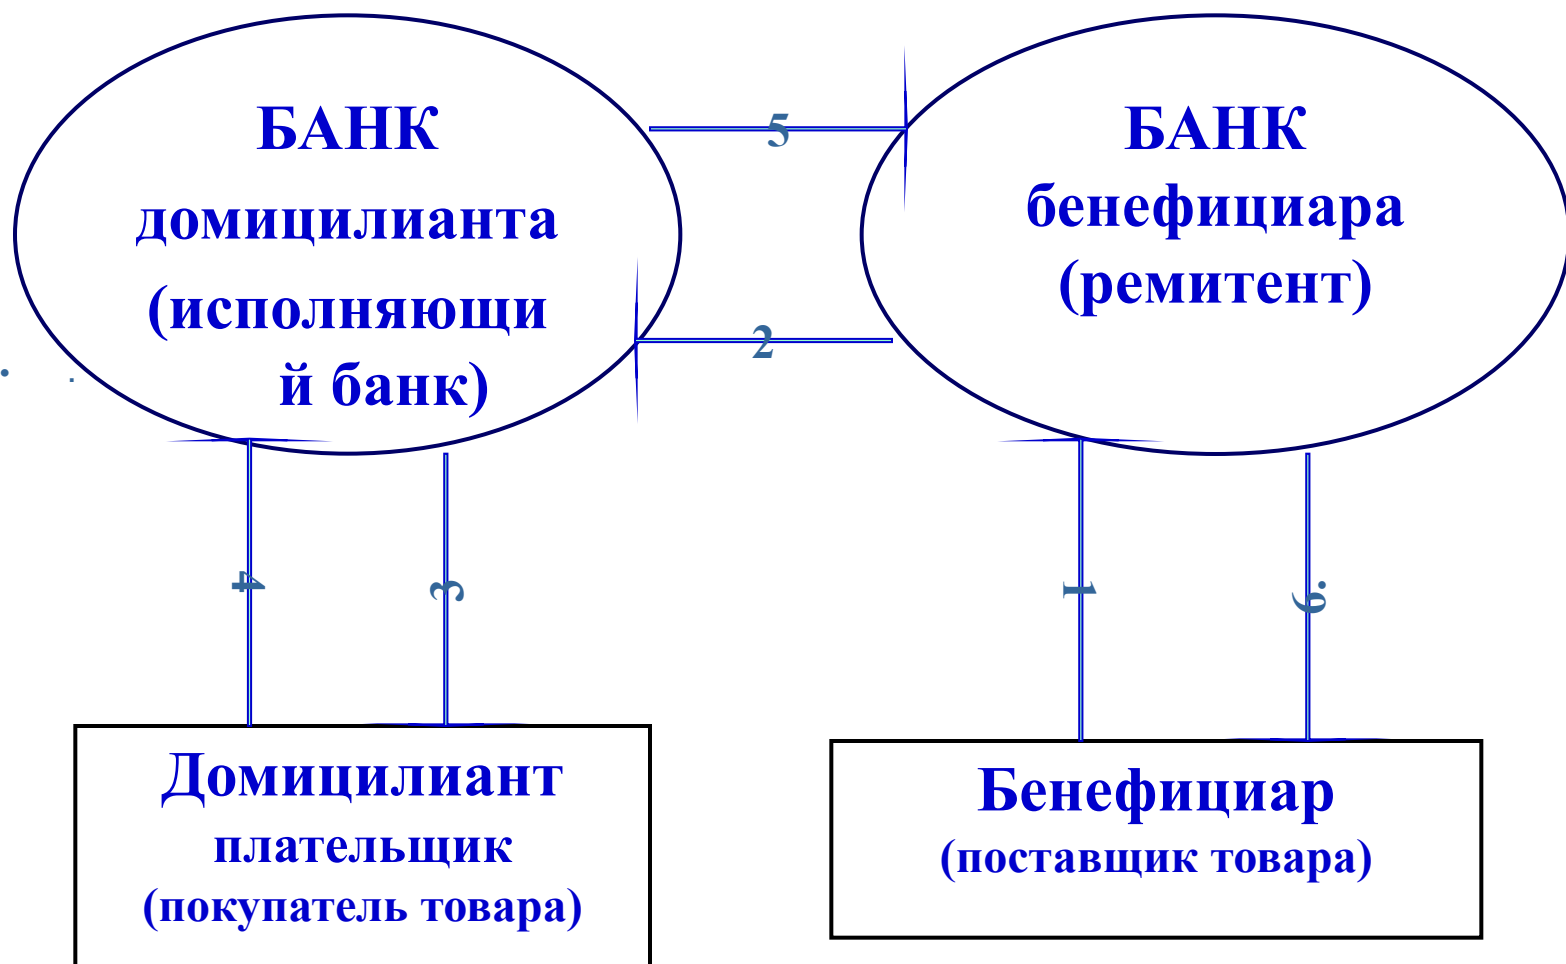 БАНК
домицилианта
(исполняющи
й банк)
БАНК
бенефициара
(ремитент)
5
2
4
3
1
6.
Домицилиант
плательщик
(покупатель товара)
Бенефициар
(поставщик товара)